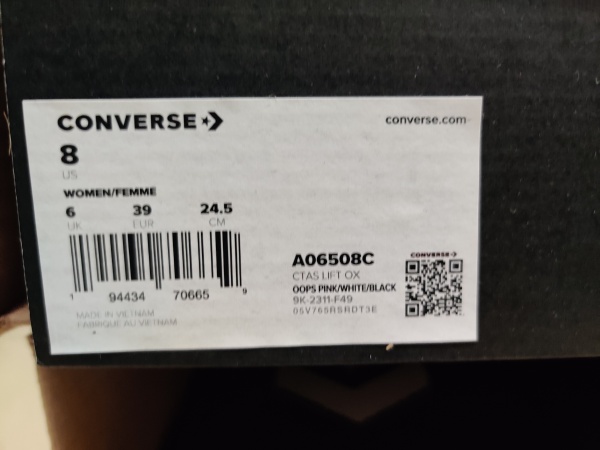 CONVERSE
converse.com
8
US
WOMEN/FEMME
6 39 24.5
UK EUR CM
1 94434 70665 9
MADE IN VIETNAM
FABRIQUE AU VIETNAM
CONVERSE
A06508C
CTAS LIFT OX
OOPS PINK/WHITE/BLACK
9K-2311-F49